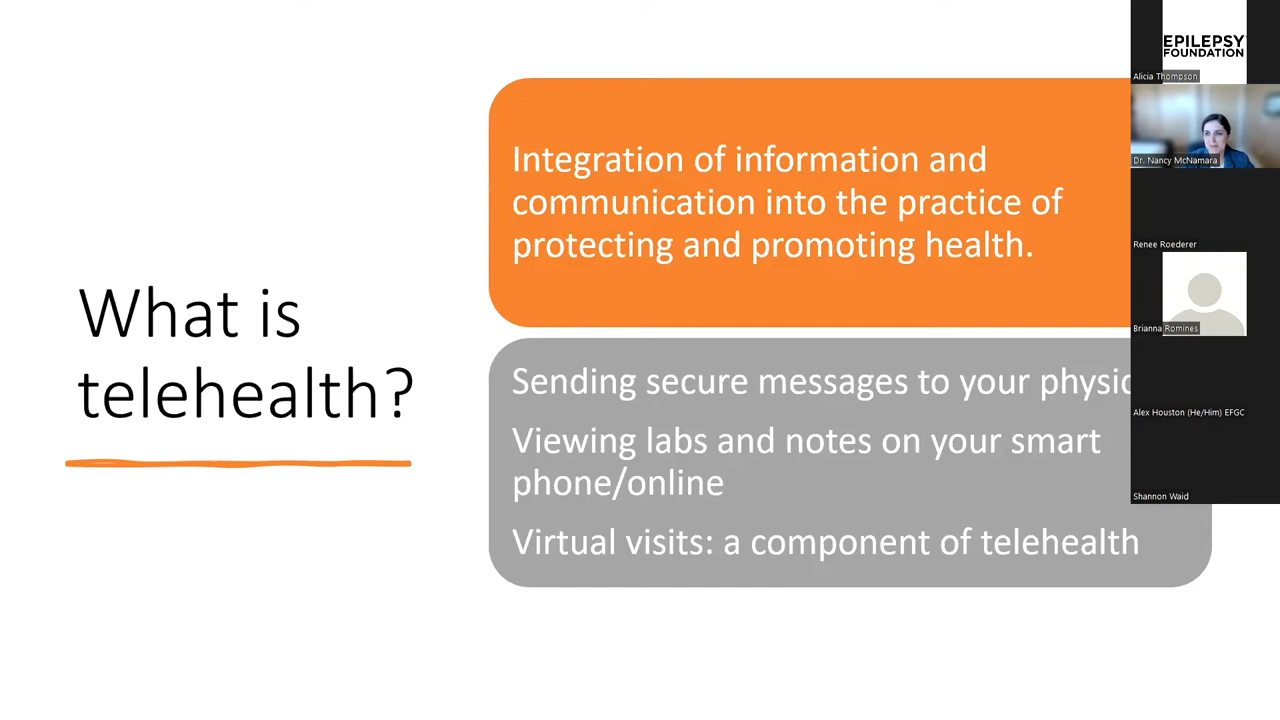 What is
telehealth?
Integration of information and
communication into the practice of
protecting and promoting health.
Sending secure messages to your
Viewing labs and notes on your smart
phone/online
Virtual visits: a component of telehealth
EPILEPSY
FOUNDATION
Alicia Thompson
Dr. Nancy McNamara
Renee Roederer
Brianna Romines
Alex Houston (He/Him) EFGC
Shannon Waid